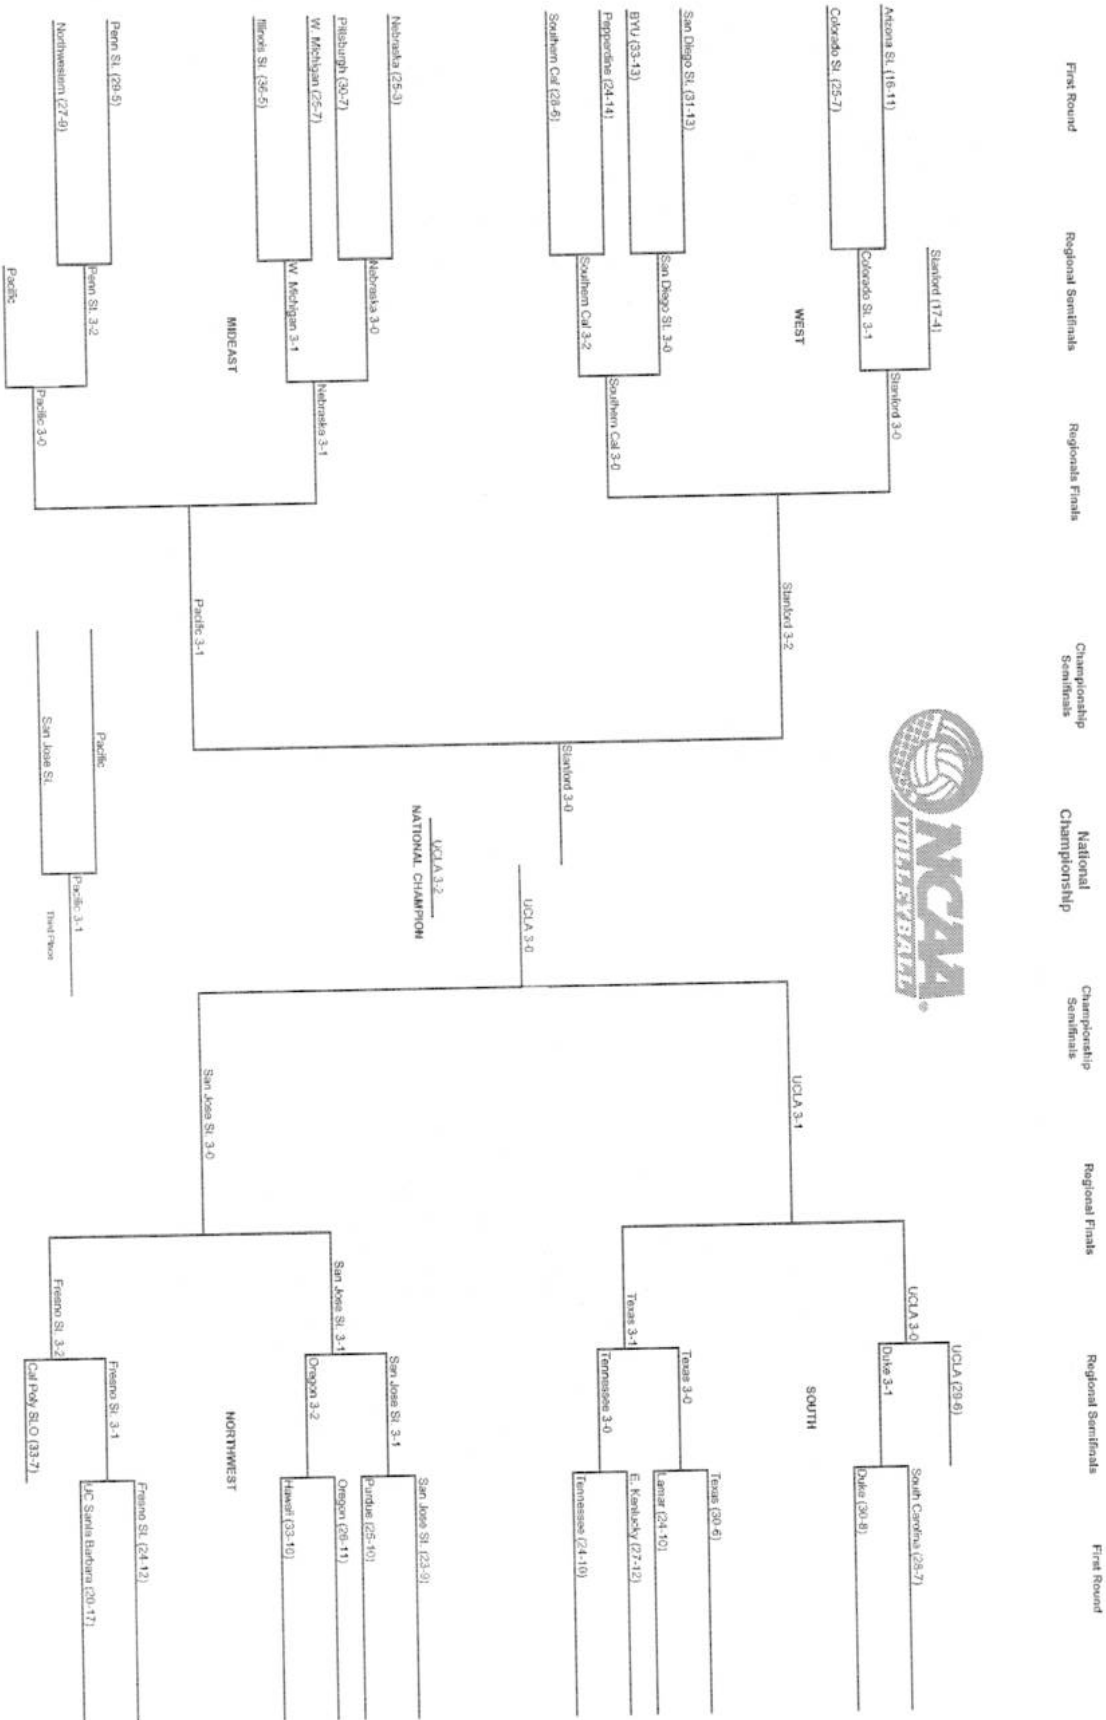 First Round
Regional Semifinals
Regionals Finals
Championship
Semifinals
National
Championship
Championship
Semifinals
Regional Finals
Regional Semifinals
First Round
NCAA
VOLLEYBALL
®
Stanford (17-4)
Arizona St. (16-11)
Colorado St. 3-1
Colorado St. (25-7)
Stanford 3-0
WEST
San Diego St. (31-13)
San Diego St. 3-0
BYU (33-13)
Pepperdine (24-14)
Southern Cal 3-2
Southern Cal (28-6)
Southern Cal 3-0
Stanford 3-2
Nebraska (25-3)
Nebraska 3-0
Pittsburgh (30-7)
W. Michigan (25-7)
W. Michigan 3-1
Illinois St. (36-5)
Nebraska 3-1
MIDEAST
Penn St. (29-5)
Penn St. 3-2
Northwestern (27-9)
Pacific
Pacific 3-0
Pacific 3-1
Stanford 3-0
UCLA 3-0
UCLA 3-2
NATIONAL CHAMPION
Pacific
San Jose St.
Pacific 3-1
Third Place
UCLA 3-1
UCLA 3-0
UCLA (29-6)
Duke 3-1
South Carolina (28-7)
Duke (30-8)
SOUTH
Texas 3-1
Texas 3-0
Texas (30-6)
Lamar (24-10)
Tennessee 3-0
E. Kentucky (27-12)
Tennessee (24-10)
San Jose St. 3-0
San Jose St. 3-1
San Jose St. 3-1
San Jose St. (23-9)
Purdue (25-10)
Oregon 3-2
Oregon (26-11)
Hawaii (33-10)
NORTHWEST
Fresno St. 3-2
Fresno St. 3-1
Fresno St. (24-12)
UC Santa Barbara (20-17)
Cal Poly SLO (33-7)